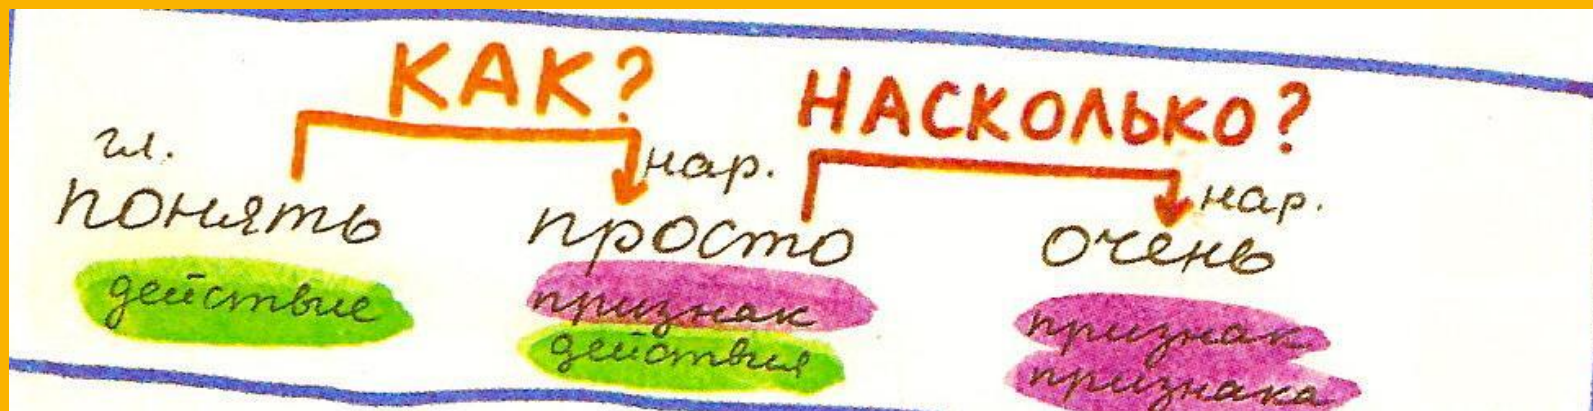 КАК? НАСКОЛЬКО?
гл. нар. нар.
понять просто очень
действие признак признак
действия признака